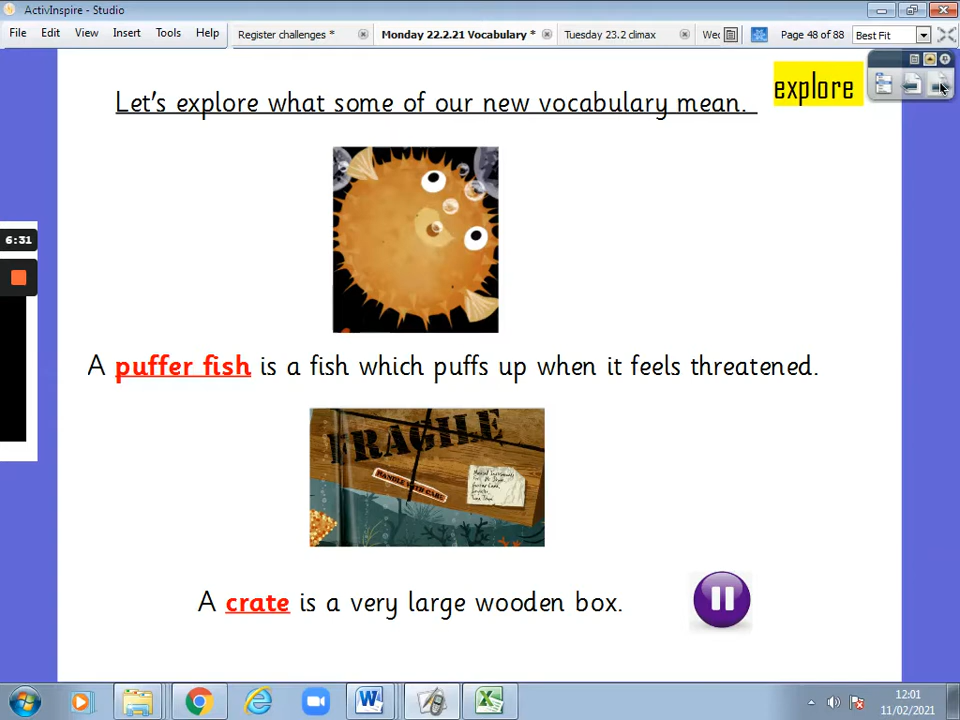 ActivInspire - Studio
File Edit View Insert Tools Help
Register challenges *
Monday 22.2.21 Vocabulary *
Tuesday 23.2 climax
Page 48 of 88
Best Fit
Let's explore what some of our new vocabulary mean.
explore
6:31
A puffer fish is a fish which puffs up when it feels threatened.
FRAGILE
HANDLE WITH CARE
A crate is a very large wooden box.
12:01
11/02/2021